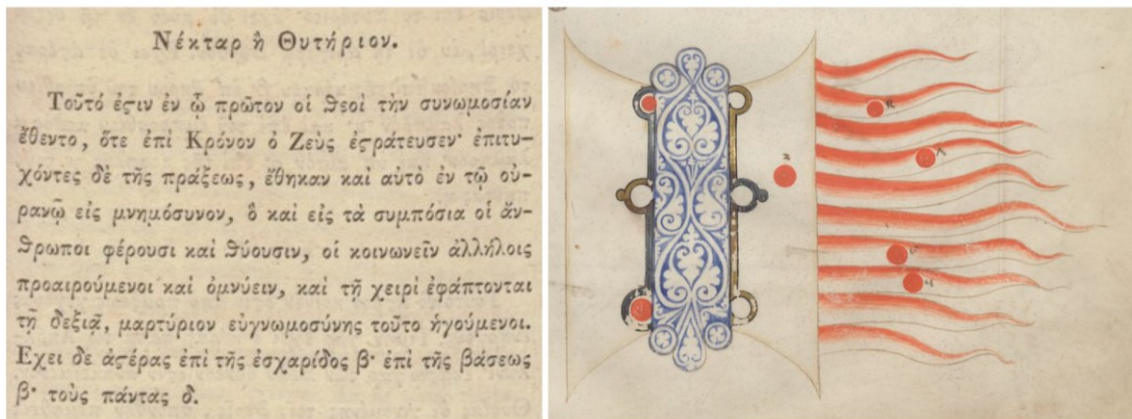 Νέκταρ ἢ Θυτήριον.
Τοῦτό ἐςιν ἐν ᾧ πρῶτον οἱ ϑεοὶ τὴν συνωμοσίαν
ἔθεντο, ὅτε ἐπὶ Κρόνον ὁ Ζεὺς ἐςράτευσεν· ἐπιτυ-
χόντες δὲ τῆς πράξεως, ἔθηκαν καὶ αὐτὸ ἐν τῷ οὐ-
ρανῷ εἰς μνημόσυνον, ὃ καὶ εἰς τὰ συμπόσια οἱ ἄν-
ϑρωποι φέρουσι καὶ ϑύουσιν, οἱ κοινωνεῖν ἀλλήλοις
προαιρούμενοι καὶ ὀμνύειν, καὶ τῇ χειρὶ ἐφάπτονται
τῇ δεξιᾷ, μαρτύριον εὐγνωμοσύνης τοῦτο ἡγούμενοι.
Εχει δε ἀςέρας ἐπὶ τῆς ἐσχαρίδος β· ἐπὶ τῆς βάσεως
β· τοὺς πάντας δ.